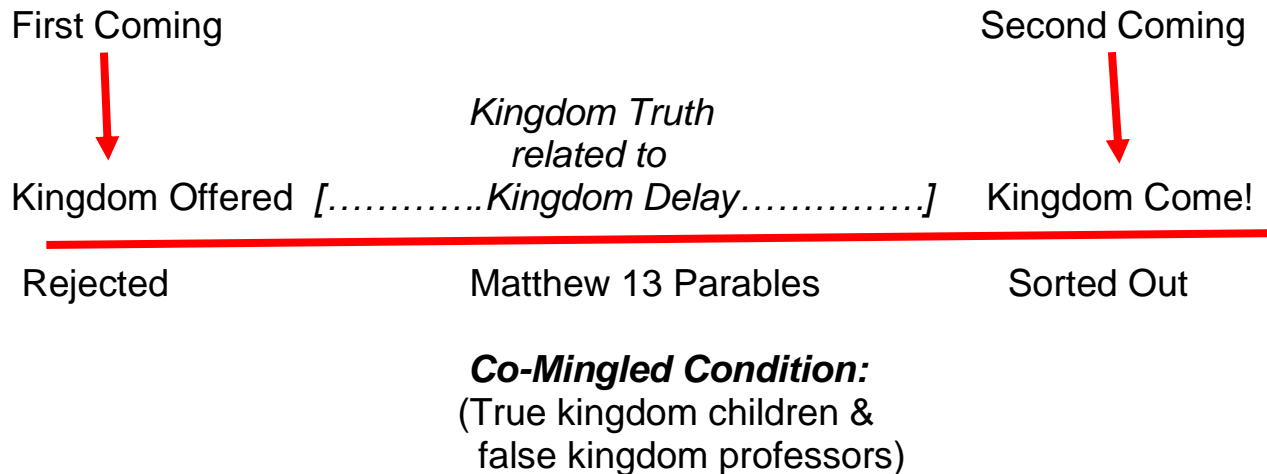 First Coming Second Coming
Kingdom Truth
related to
Kingdom Offered [………….Kingdom Delay……………] Kingdom Come!
Rejected Matthew 13 Parables Sorted Out
Co-Mingled Condition:
(True kingdom children &
false kingdom professors)